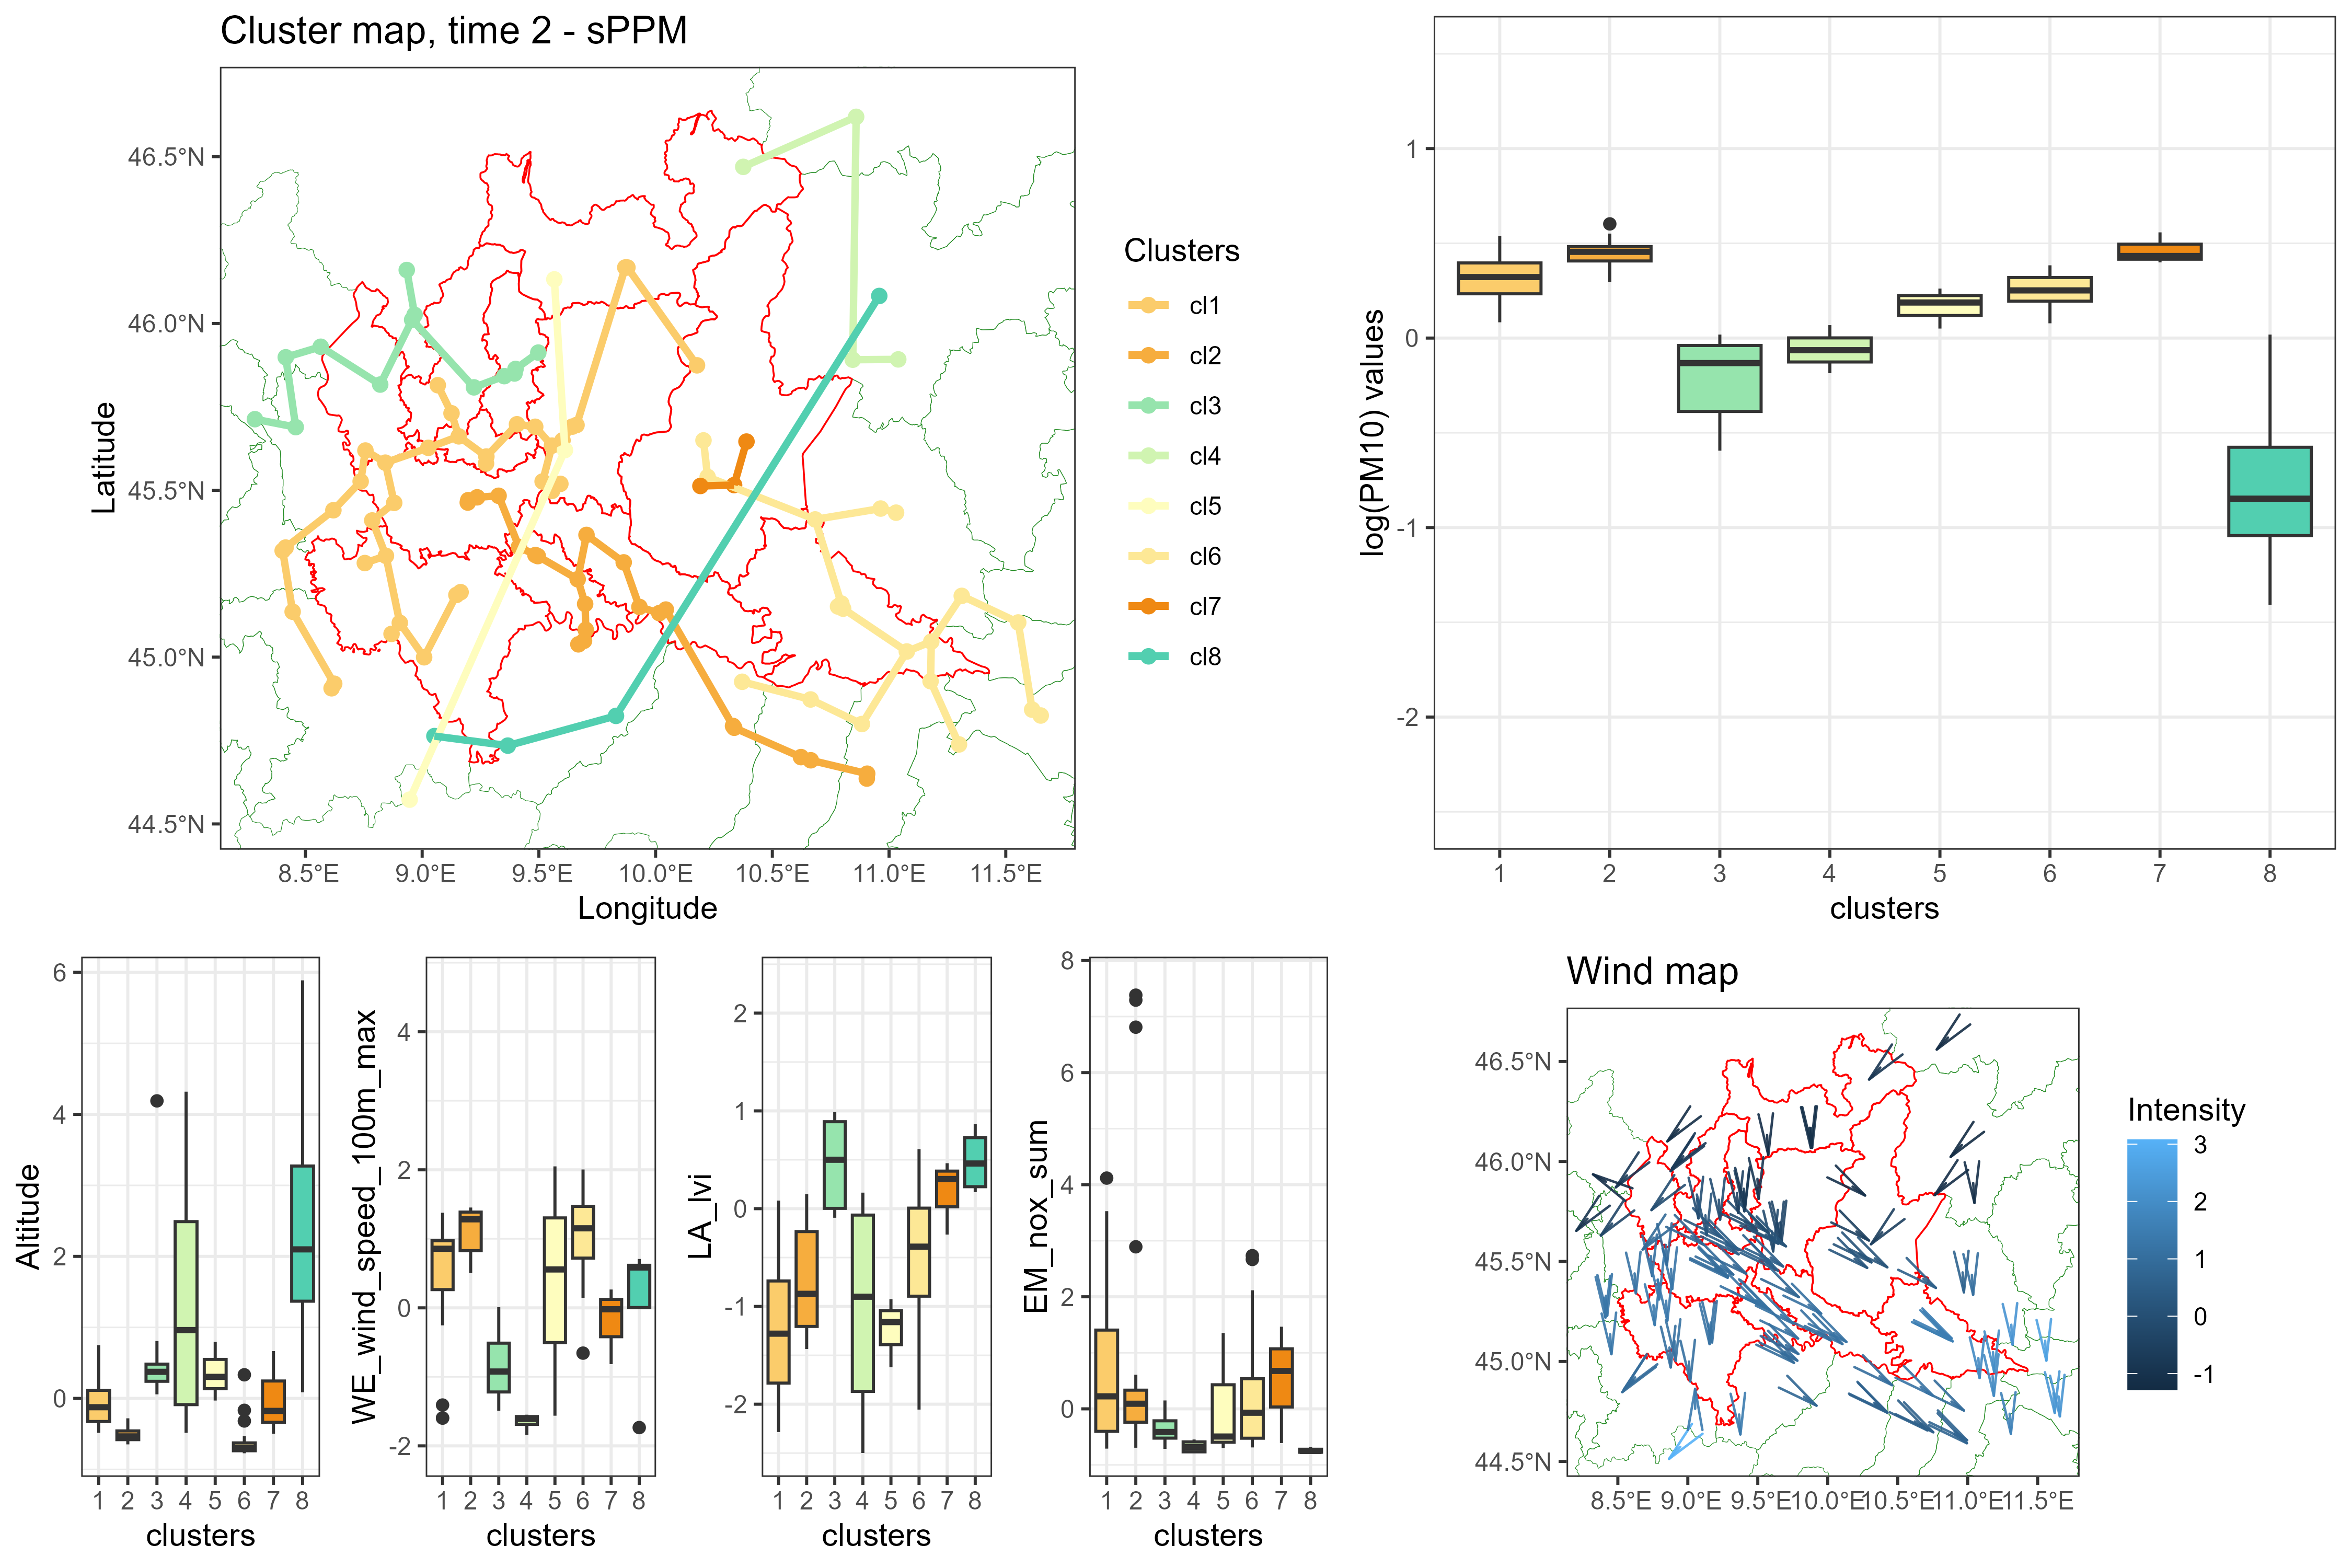 Cluster map, time 2 - sPPM
46.5°N
46.0°N
45.5°N
45.0°N
44.5°N
Latitude
8.5°E 9.0°E 9.5°E 10.0°E 10.5°E 11.0°E 11.5°E
Longitude
Clusters
cl1
cl2
cl3
cl4
cl5
cl6
cl7
cl8
log(PM10) values
1
0
-1
-2
1 2 3 4 5 6 7 8
clusters
Altitude
6
4
2
0
1 2 3 4 5 6 7 8
clusters
WE_wind_speed_100m_max
4
2
0
-2
1 2 3 4 5 6 7 8
clusters
LA_lvi
2
1
0
-1
-2
1 2 3 4 5 6 7 8
clusters
EM_nox_sum
8
6
4
2
0
1 2 3 4 5 6 7 8
clusters
Wind map
46.5°N
46.0°N
45.5°N
45.0°N
44.5°N
8.5°E 9.0°E 9.5°E 10.0°E 10.5°E 11.0°E 11.5°E
Intensity
3
2
1
0
-1